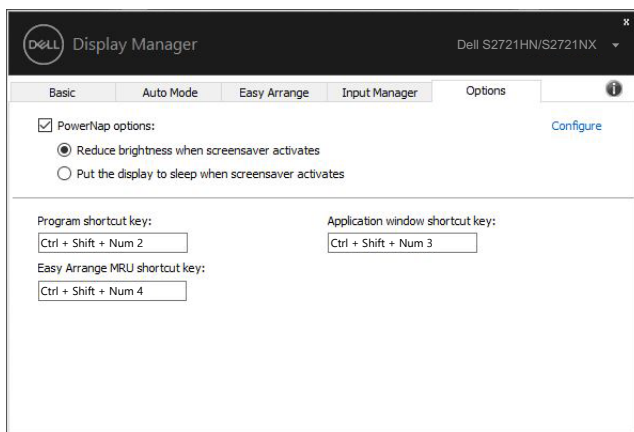 x
DELL Display Manager Dell S2721HN/S2721NX
Basic Auto Mode Easy Arrange Input Manager Options
PowerNap options: Configure
Reduce brightness when screensaver activates
Put the display to sleep when screensaver activates
Program shortcut key: Application window shortcut key:
Ctrl + Shift + Num 2 Ctrl + Shift + Num 3
Easy Arrange MRU shortcut key:
Ctrl + Shift + Num 4